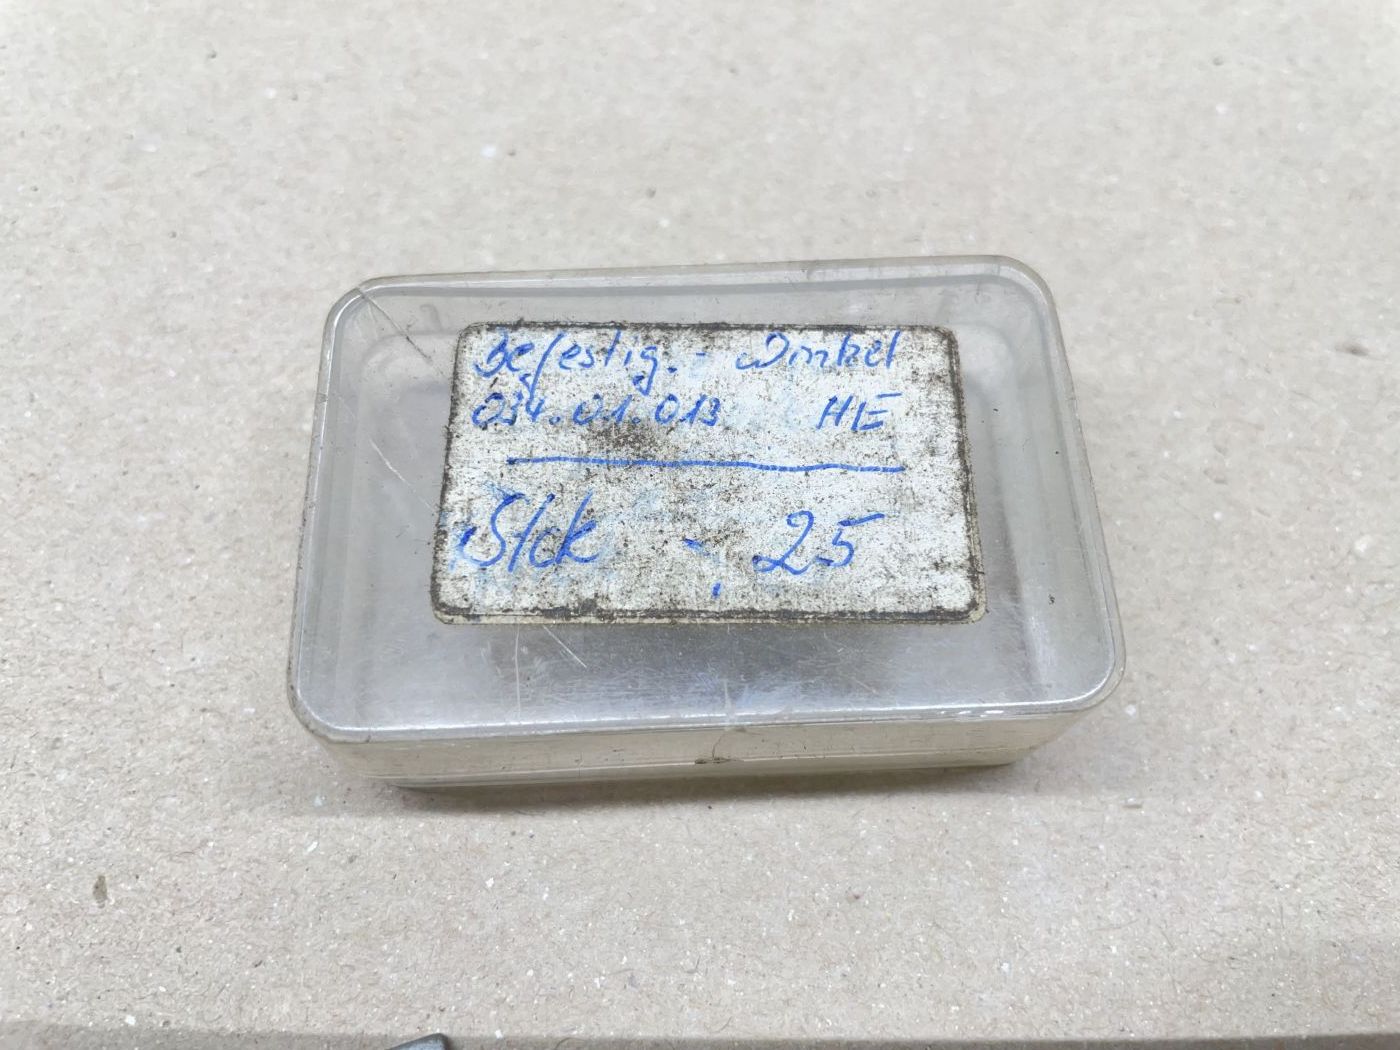 Befestig. - Winkel
034.01.013 HE
Stck - 25